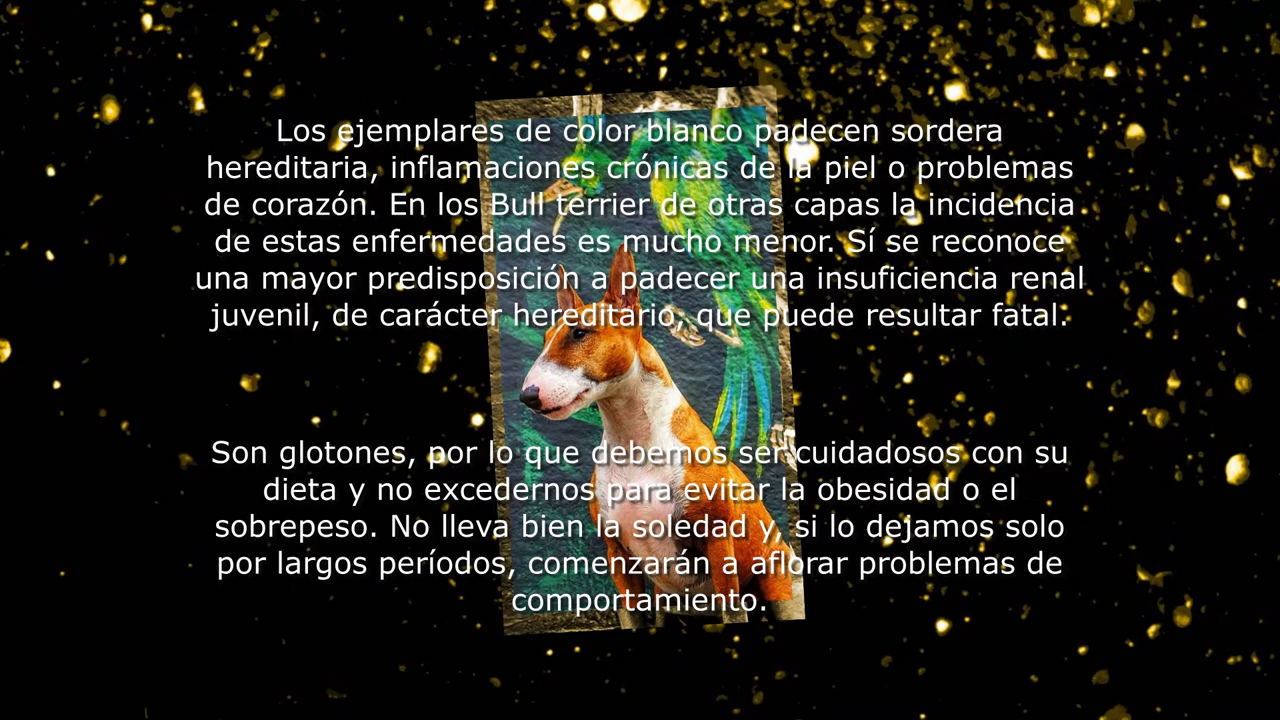 Los ejemplares de color blanco padecen sordera
hereditaria, inflamaciones crónicas de la piel o problemas
de corazón. En los Bull terrier de otras capas la incidencia
de estas enfermedades es mucho menor. Sí se reconoce
una mayor predisposición a padecer una insuficiencia renal
juvenil, de carácter hereditario, que puede resultar fatal.
Son glotones, por lo que debemos ser cuidadosos con su
dieta y no excedernos para evitar la obesidad o el
sobrepeso. No lleva bien la soledad y, si lo dejamos solo
por largos períodos, comenzarán a aflorar problemas de
comportamiento.